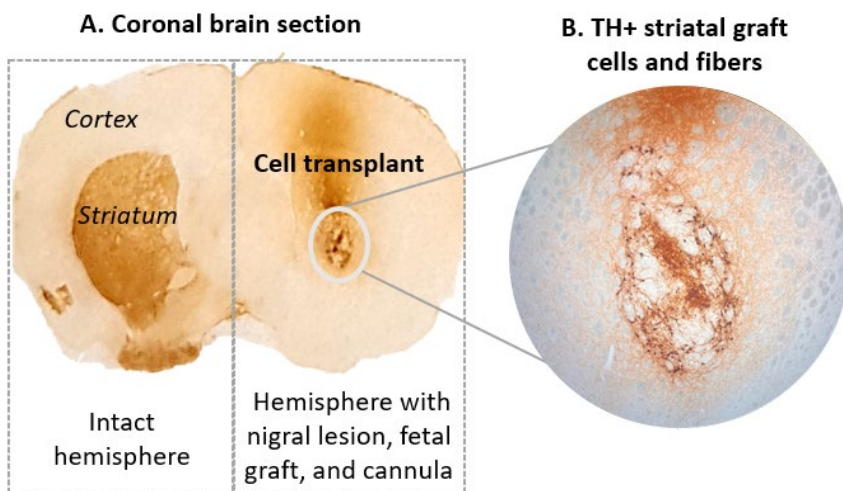 A. Coronal brain section
B. TH+ striatal graft
cells and fibers
Cortex
Striatum
Cell transplant
Intact
hemisphere
Hemisphere with
nigral lesion, fetal
graft, and cannula